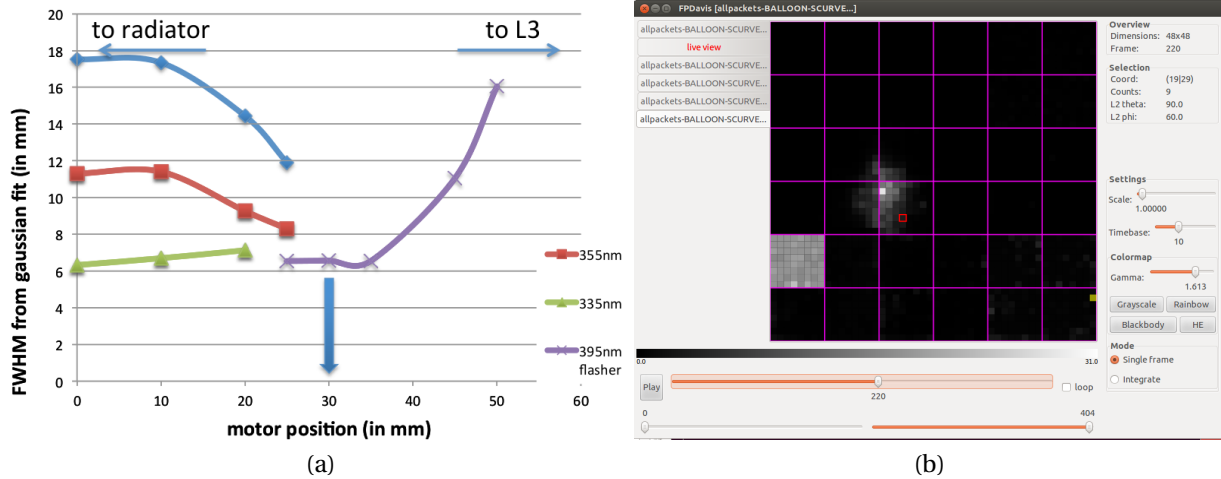 to radiator
to L3
FWHM from gaussian fit (in mm)
20
18
16
14
12
10
8
6
4
2
0
0
10
20
30
40
50
60
motor position (in mm)
355nm
335nm
395nm
flasher
(a)
FPDavis [allpackets-BALLOON-SCURVE...]
allpackets-BALLOON-SCURVE...
live view
allpackets-BALLOON-SCURVE...
allpackets-BALLOON-SCURVE...
allpackets-BALLOON-SCURVE...
allpackets-BALLOON-SCURVE...
0.0
31.0
Play
220
loop
0
404
Overview
Dimensions: 48x48
Frame: 220
Selection
Coord: (19|29)
Counts: 9
L2 theta: 90.0
L2 phi: 60.0
Settings
Scale:
1.00000
Timebase:
10
Colormap
Gamma:
1.613
Grayscale Rainbow
Blackbody HE
Mode
Single frame
Integrate
(b)